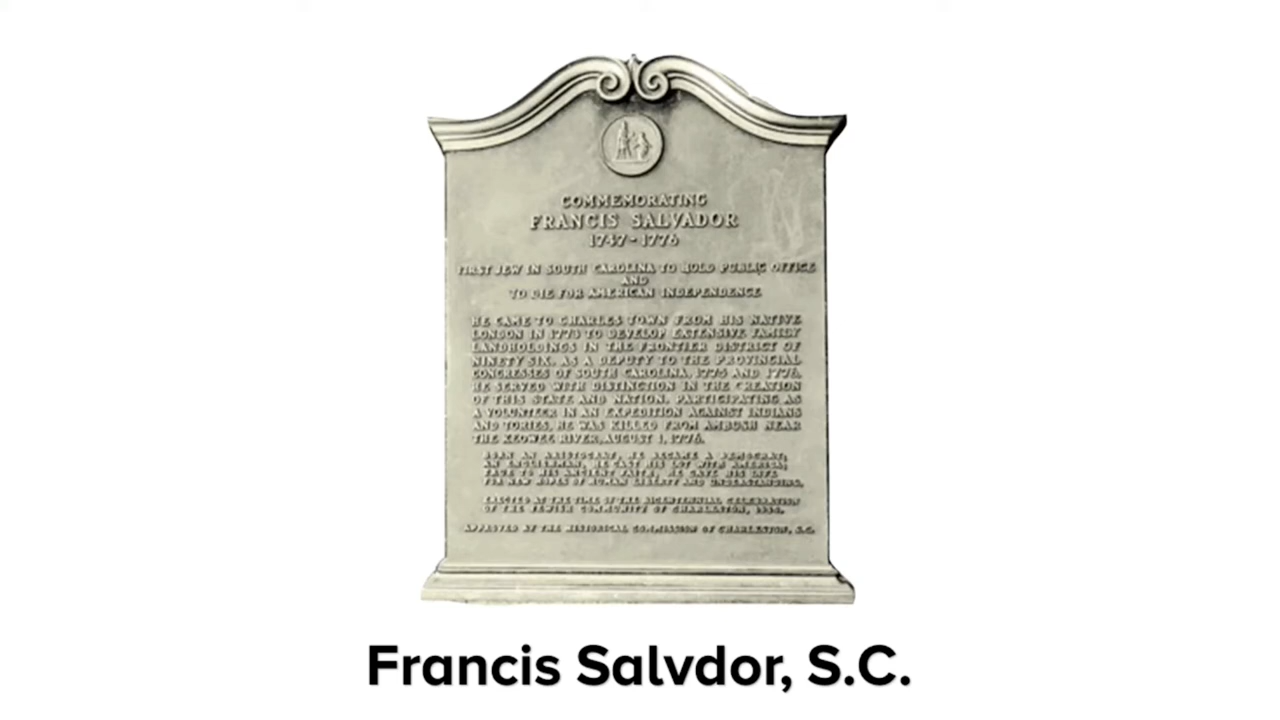 COMMEMORATING
FRANCIS SALVADOR
1747-1776
FIRST JEW IN SOUTH CAROLINA TO HOLD PUBLIC OFFICE
AND
TO DIE FOR AMERICAN INDEPENDENCE
HE CAME TO CHARLES TOWN FROM HIS NATIVE
LONDON IN 1773 TO DEVELOP EXTENSIVE FAMILY
LANDHOLDINGS IN THE FRONTIER DISTRICT OF
NINETY SIX. AS A DEPUTY TO THE PROVINCIAL
CONGRESSES OF SOUTH CAROLINA, 1775 AND 1776,
HE SERVED WITH DISTINCTION IN THE CREATION
OF THIS STATE AND NATION. PARTICIPATING AS
A VOLUNTEER IN AN EXPEDITION AGAINST INDIANS
AND TORIES, HE WAS KILLED FROM AMBUSH NEAR
THE KEOWEE RIVER, AUGUST 1, 1776.
BORN AN ARISTOCRAT, HE BECAME A DEMOCRAT;
AN ENGLISHMAN, HE CAST HIS LOT WITH AMERICA;
TRUE TO HIS ANCIENT FAITH, HE GAVE HIS LIFE
FOR NEW HOPES OF HUMAN LIBERTY AND UNDERSTANDING.
ERECTED AT THE TIME OF THE BICENTENNIAL CELEBRATION
OF THE JEWISH COMMUNITY OF CHARLESTON, 1950.
APPROVED BY THE HISTORICAL COMMISSION OF CHARLESTON, S.C.
Francis Salvdor, S.C.